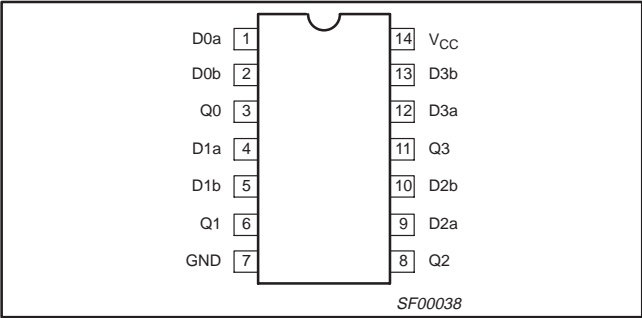 D0a 1 14 VCC
D0b 2 13 D3b
Q0 3 12 D3a
D1a 4 11 Q3
D1b 5 10 D2b
Q1 6 9 D2a
GND 7 8 Q2
SF00038